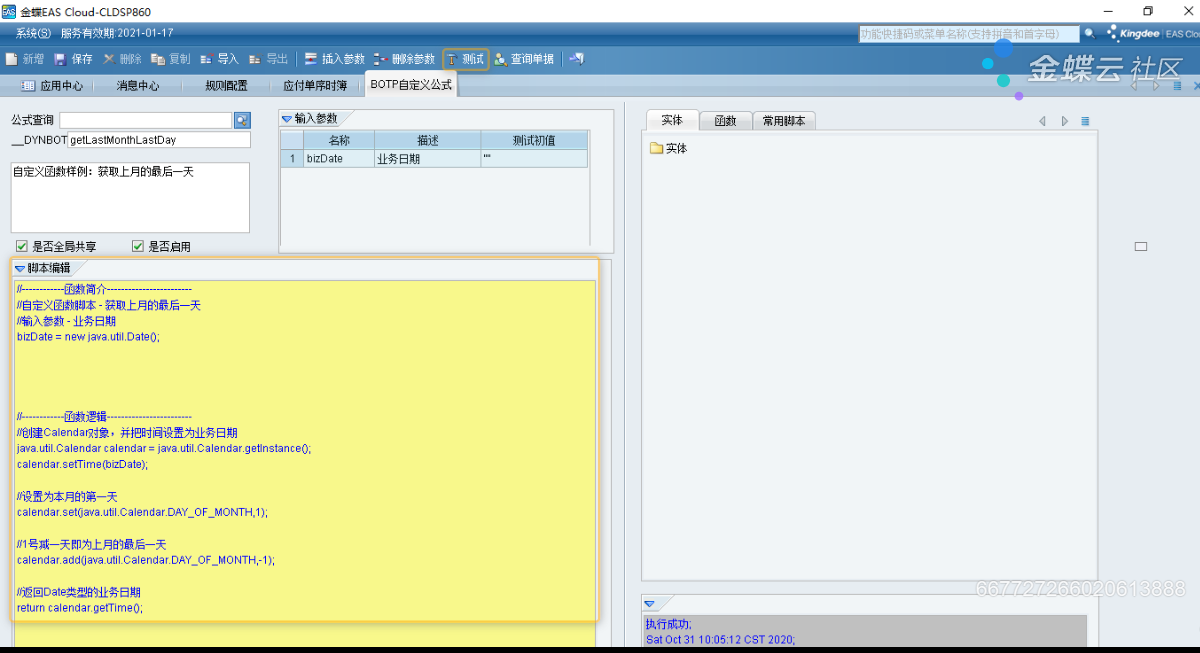 金蝶EAS Cloud-CLDSP860
系统(S) 服务有效期:2021-01-17
功能快捷码或菜单名称(支持拼音和首字母)
Kingdee EAS Clo
新增 保存 删除 复制 导入 导出 插入参数 删除参数 测试 查询单据
金蝶云 社区
应用中心 消息中心 规则配置 应付单序时簿 BOTP自定义公式
公式查询
__DYNBOT getLastMonthLastDay
自定义函数样例：获取上月的最后一天
是否全局共享 是否启用
输入参数
名称 描述 测试初值
1 bizDate 业务日期 ""
实体 函数 常用脚本
实体
脚本编辑
//------------函数简介------------------------
//自定义函数脚本 - 获取上月的最后一天
//输入参数 - 业务日期
bizDate = new java.util.Date();
//------------函数逻辑------------------------
//创建Calendar对象，并把时间设置为业务日期
java.util.Calendar calendar = java.util.Calendar.getInstance();
calendar.setTime(bizDate);
//设置为本月的第一天
calendar.set(java.util.Calendar.DAY_OF_MONTH,1);
//1号减一天即为上月的最后一天
calendar.add(java.util.Calendar.DAY_OF_MONTH,-1);
//返回Date类型的业务日期
return calendar.getTime();
667727266020613888
执行成功;
Sat Oct 31 10:05:12 CST 2020;